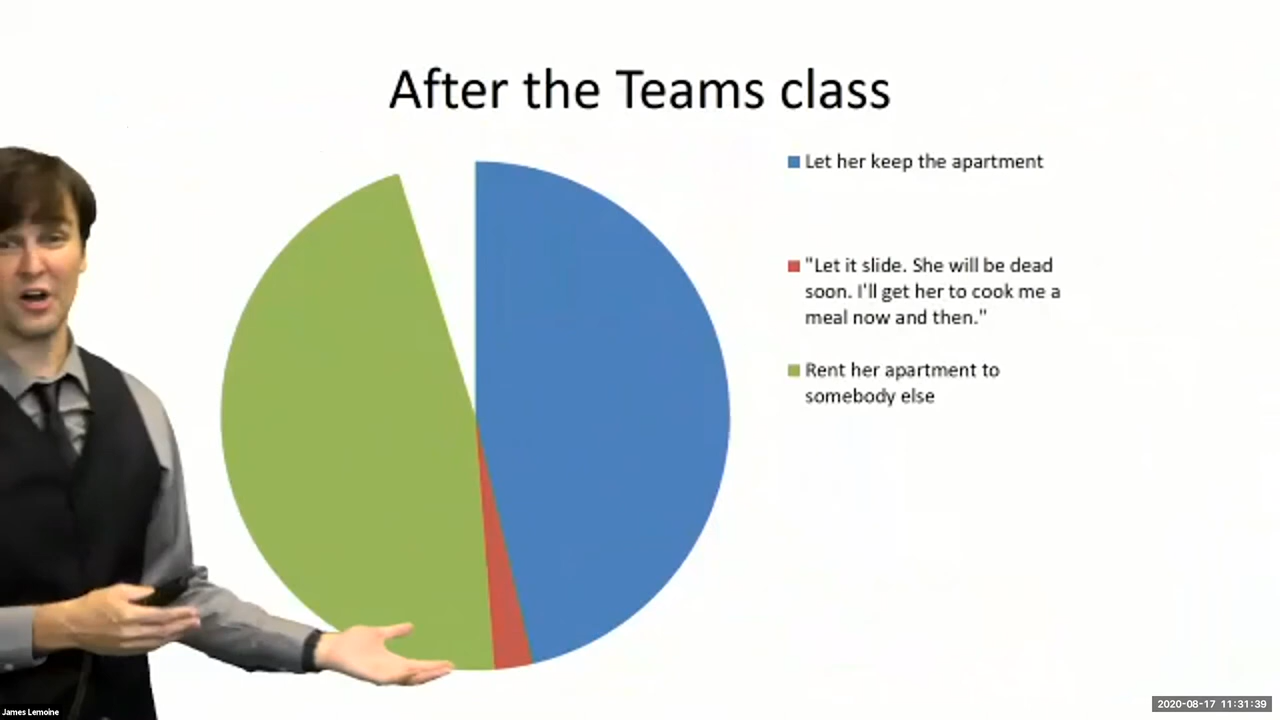 After the Teams class
Let her keep the apartment
"Let it slide. She will be dead
soon. I'll get her to cook me a
meal now and then."
Rent her apartment to
somebody else
James Lemoine
2020-08-17 11:31:39